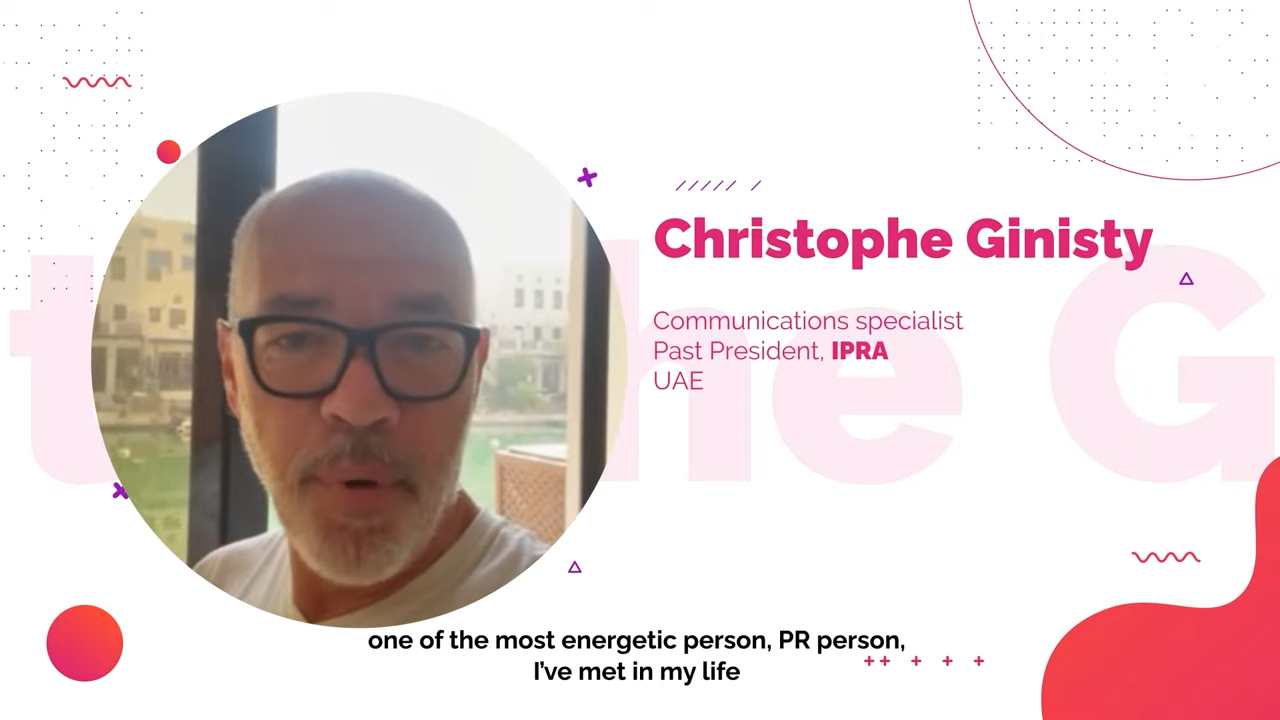 Christophe Ginisty
Communications specialist
Past President, IPRA
UAE
one of the most energetic person, PR person,
I've met in my life